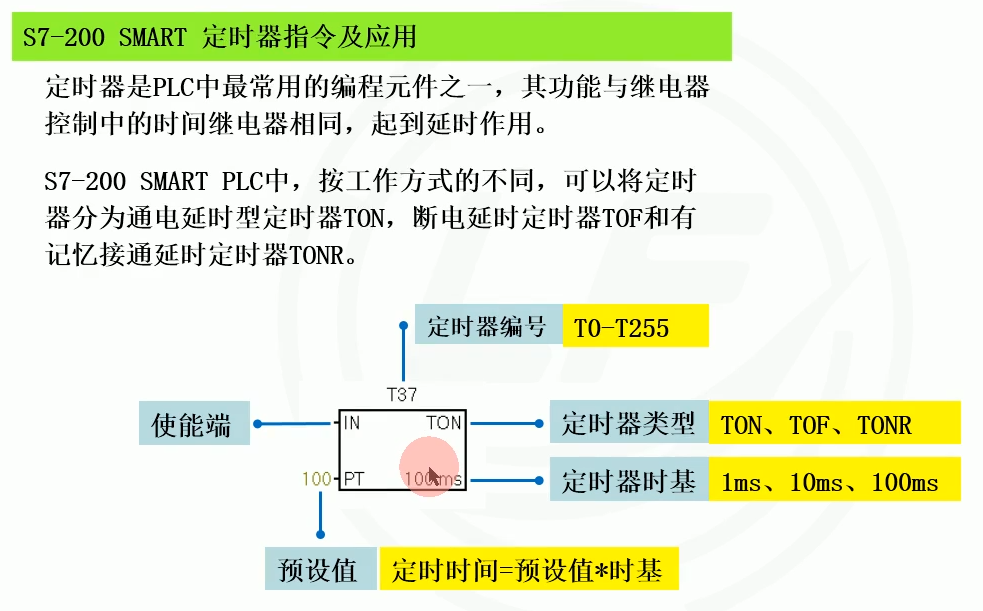 S7-200 SMART 定时器指令及应用
定时器是PLC中最常用的编程元件之一，其功能与继电器
控制中的时间继电器相同，起到延时作用。
S7-200 SMART PLC中，按工作方式的不同，可以将定时
器分为通电延时型定时器TON，断电延时定时器TOF和有
记忆接通延时定时器TONR。
定时器编号 T0-T255
T37
使能端 IN TON 定时器类型 TON、TOF、TONR
100 PT 100ms 定时器时基 1ms、10ms、100ms
预设值 定时时间=预设值*时基